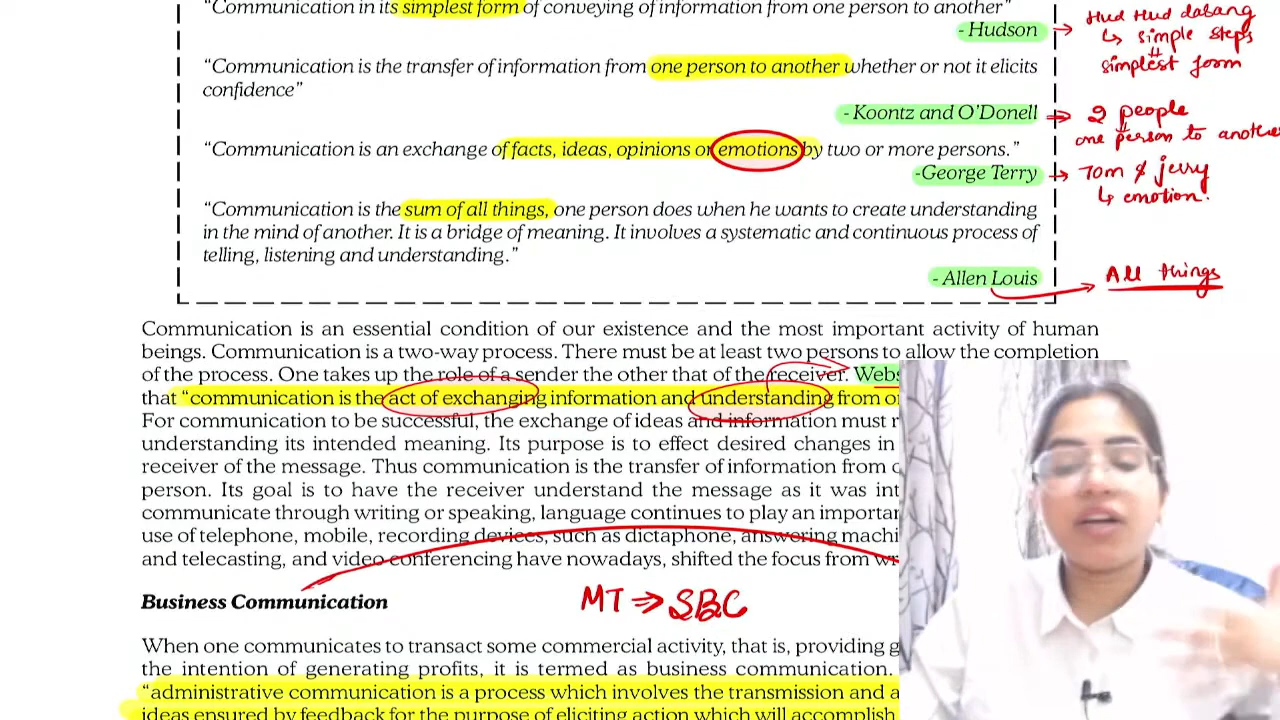 “Communication in its simplest form of conveying of information from one person to another”
- Hudson
Hud Hud dabang
↳ simple steps
simplest form
“Communication is the transfer of information from one person to another whether or not it elicits
confidence”
- Koontz and O’Donell
2 people
one person to another
“Communication is an exchange of facts, ideas, opinions or emotions by two or more persons.”
-George Terry
Tom & jerry
↳ emotion.
“Communication is the sum of all things, one person does when he wants to create understanding
in the mind of another. It is a bridge of meaning. It involves a systematic and continuous process of
telling, listening and understanding.”
- Allen Louis
All things
Communication is an essential condition of our existence and the most important activity of human
beings. Communication is a two-way process. There must be at least two persons to allow the completion
of the process. One takes up the role of a sender the other that of the receiver. Webs
that “communication is the act of exchanging information and understanding from
For communication to be successful, the exchange of ideas and information must
understanding its intended meaning. Its purpose is to effect desired changes in
receiver of the message. Thus communication is the transfer of information from
person. Its goal is to have the receiver understand the message as it was int
communicate through writing or speaking, language continues to play an importan
use of telephone, mobile, recording devices, such as dictaphone, answering machi
and telecasting, and video conferencing have nowadays, shifted the focus from wr
Business Communication
MT ⇒ SBC
When one communicates to transact some commercial activity, that is, providing g
the intention of generating profits, it is termed as business communication.
“administrative communication is a process which involves the transmission and a
ideas ensured by feedback for the purpose of eliciting action which will accomplish